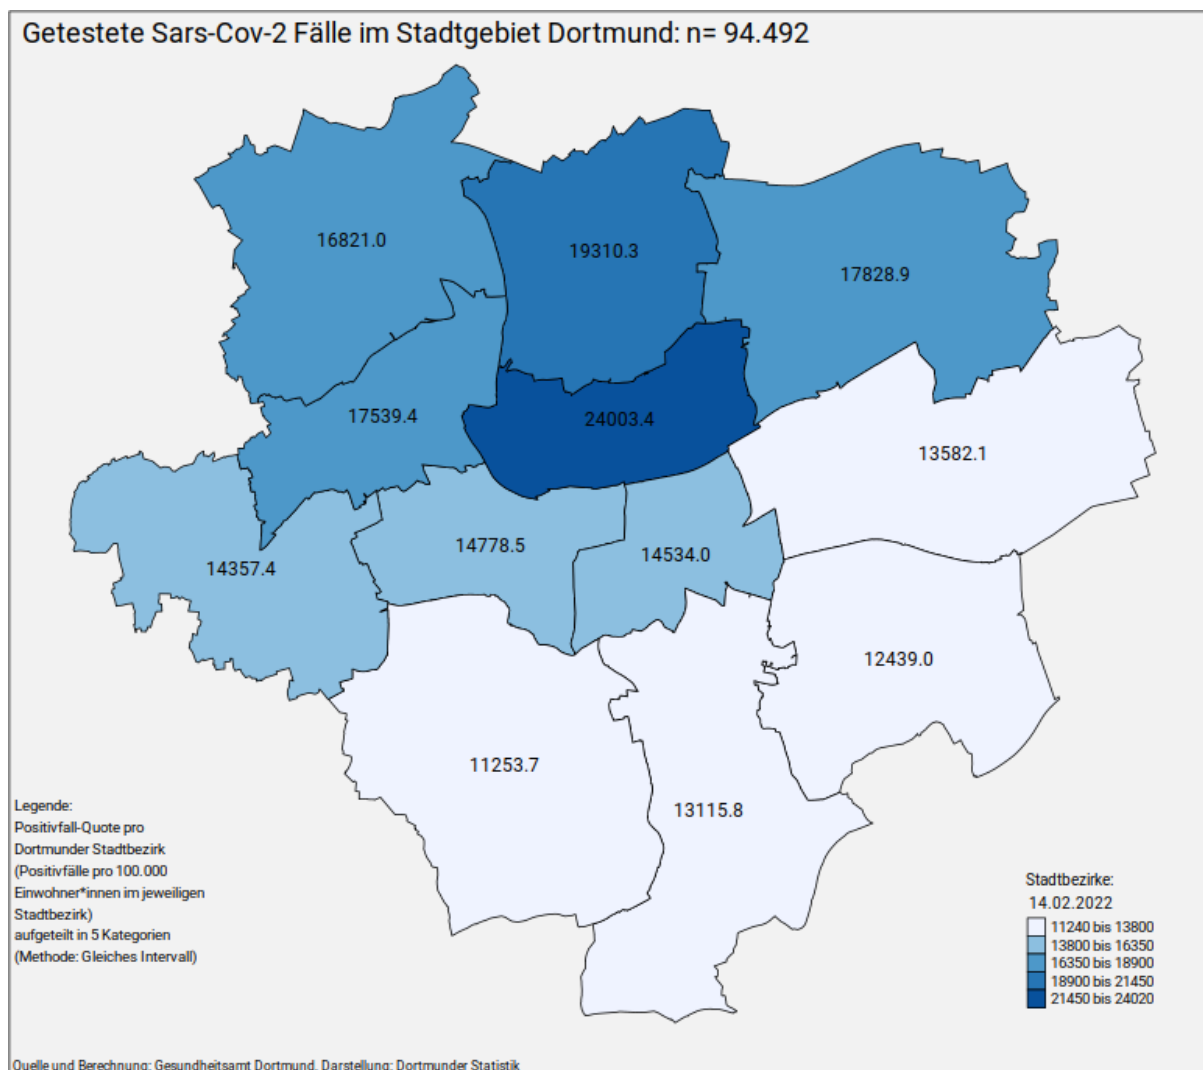 Getestete Sars-Cov-2 Fälle im Stadtgebiet Dortmund: n= 94.492
16821.0
19310.3
17828.9
17539.4
24003.4
13582.1
14357.4
14778.5
14534.0
12439.0
11253.7
13115.8
Legende:
Positivfall-Quote pro
Dortmunder Stadtbezirk
(Positivfälle pro 100.000
Einwohner*innen im jeweiligen
Stadtbezirk)
aufgeteilt in 5 Kategorien
(Methode: Gleiches Intervall)
Stadtbezirke:
14.02.2022
11240 bis 13800
13800 bis 16350
16350 bis 18900
18900 bis 21450
21450 bis 24020
Quelle und Berechnung: Gesundheitsamt Dortmund, Darstellung: Dortmunder Statistik